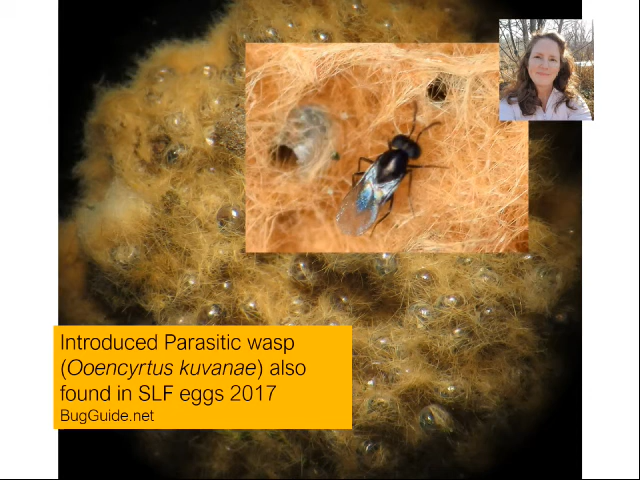 Introduced Parasitic wasp
(Ooencyrtus kuvanae) also
found in SLF eggs 2017
BugGuide.net